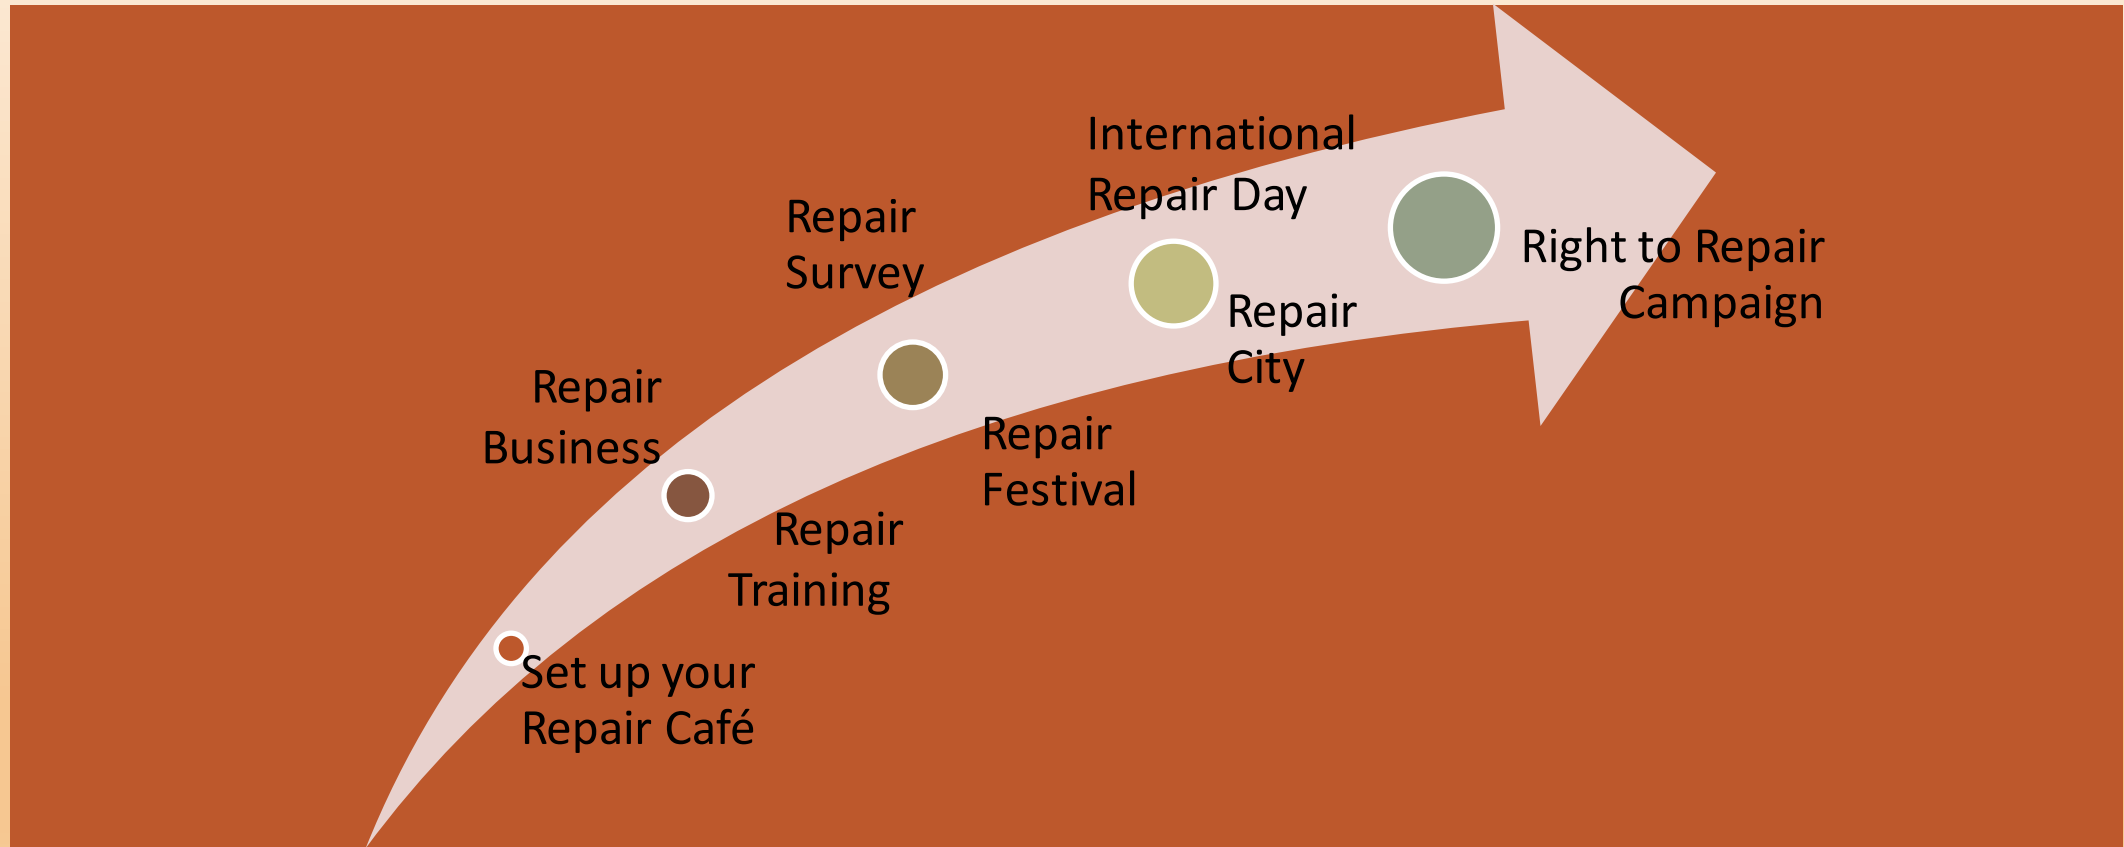 International
Repair Day
Repair
Survey
Right to Repair
Campaign
Repair
City
Repair
Business
Repair
Festival
Repair
Training
Set up your
Repair Café